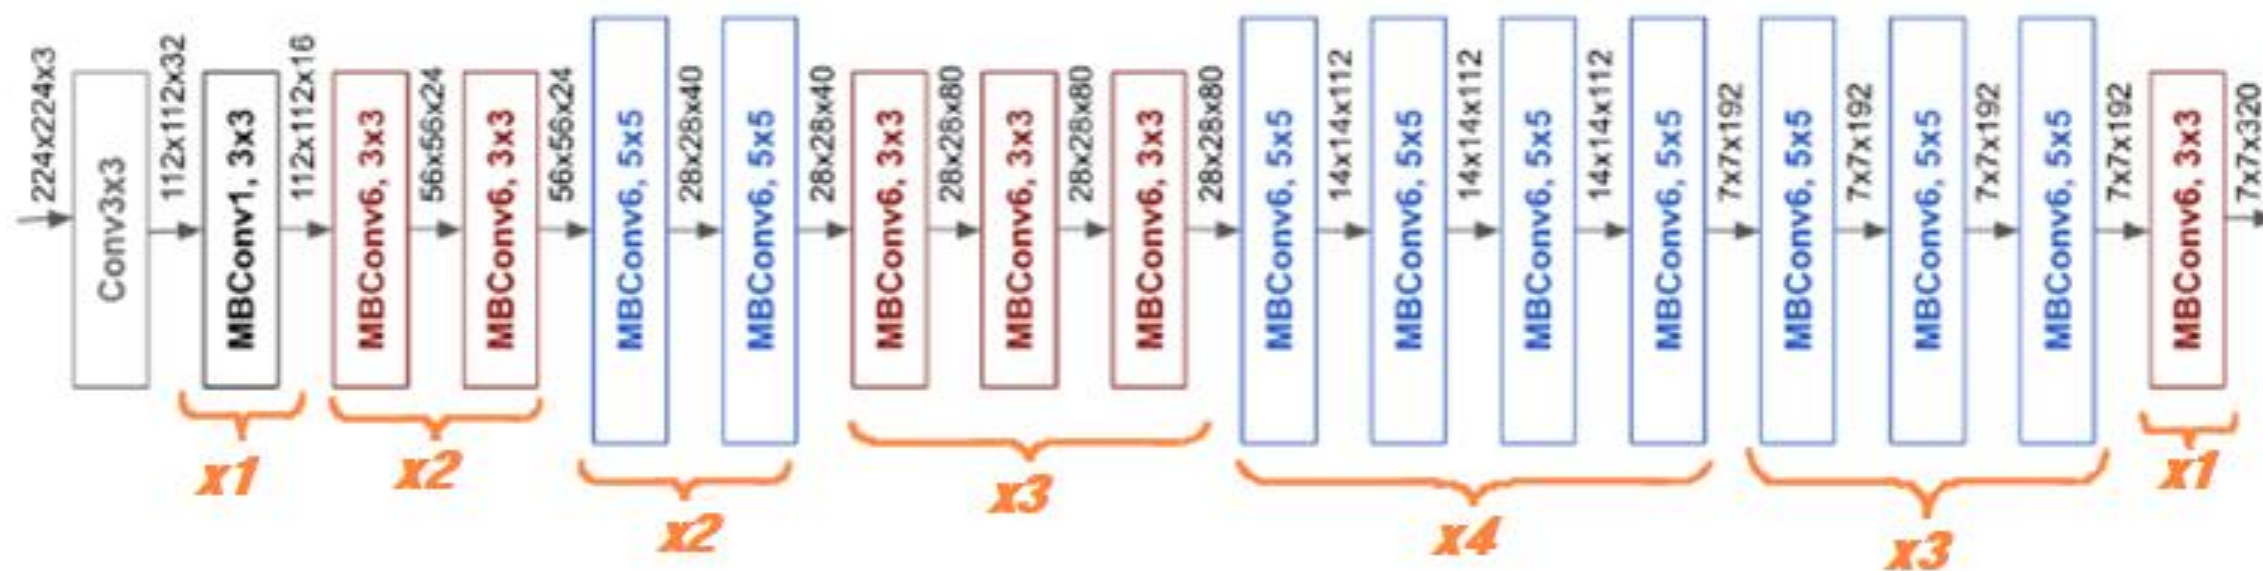 224x224x3
Conv3x3
112x112x32
MBConv1, 3x3
112x112x16
MBConv6, 3x3
56x56x24
MBConv6, 3x3
56x56x24
MBConv6, 5x5
28x28x40
MBConv6, 5x5
28x28x40
MBConv6, 3x3
28x28x80
MBConv6, 3x3
28x28x80
MBConv6, 3x3
28x28x80
MBConv6, 5x5
14x14x112
MBConv6, 5x5
14x14x112
MBConv6, 5x5
14x14x112
MBConv6, 5x5
7x7x192
MBConv6, 5x5
7x7x192
MBConv6, 5x5
7x7x192
MBConv6, 5x5
7x7x192
MBConv6, 3x3
7x7x320
x1
x2
x2
x3
x4
x3
x1